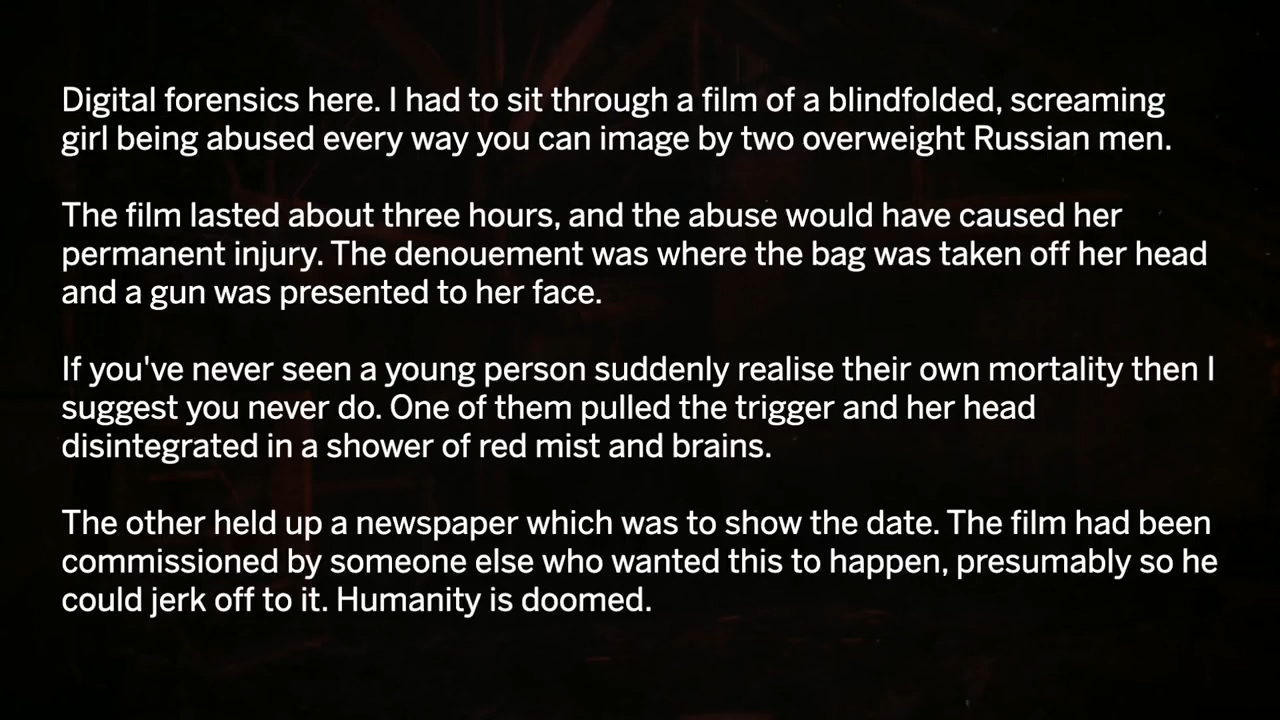 Digital forensics here. I had to sit through a film of a blindfolded, screaming
girl being abused every way you can image by two overweight Russian men.
The film lasted about three hours, and the abuse would have caused her
permanent injury. The denouement was where the bag was taken off her head
and a gun was presented to her face.
If you've never seen a young person suddenly realise their own mortality then I
suggest you never do. One of them pulled the trigger and her head
disintegrated in a shower of red mist and brains.
The other held up a newspaper which was to show the date. The film had been
commissioned by someone else who wanted this to happen, presumably so he
could jerk off to it. Humanity is doomed.